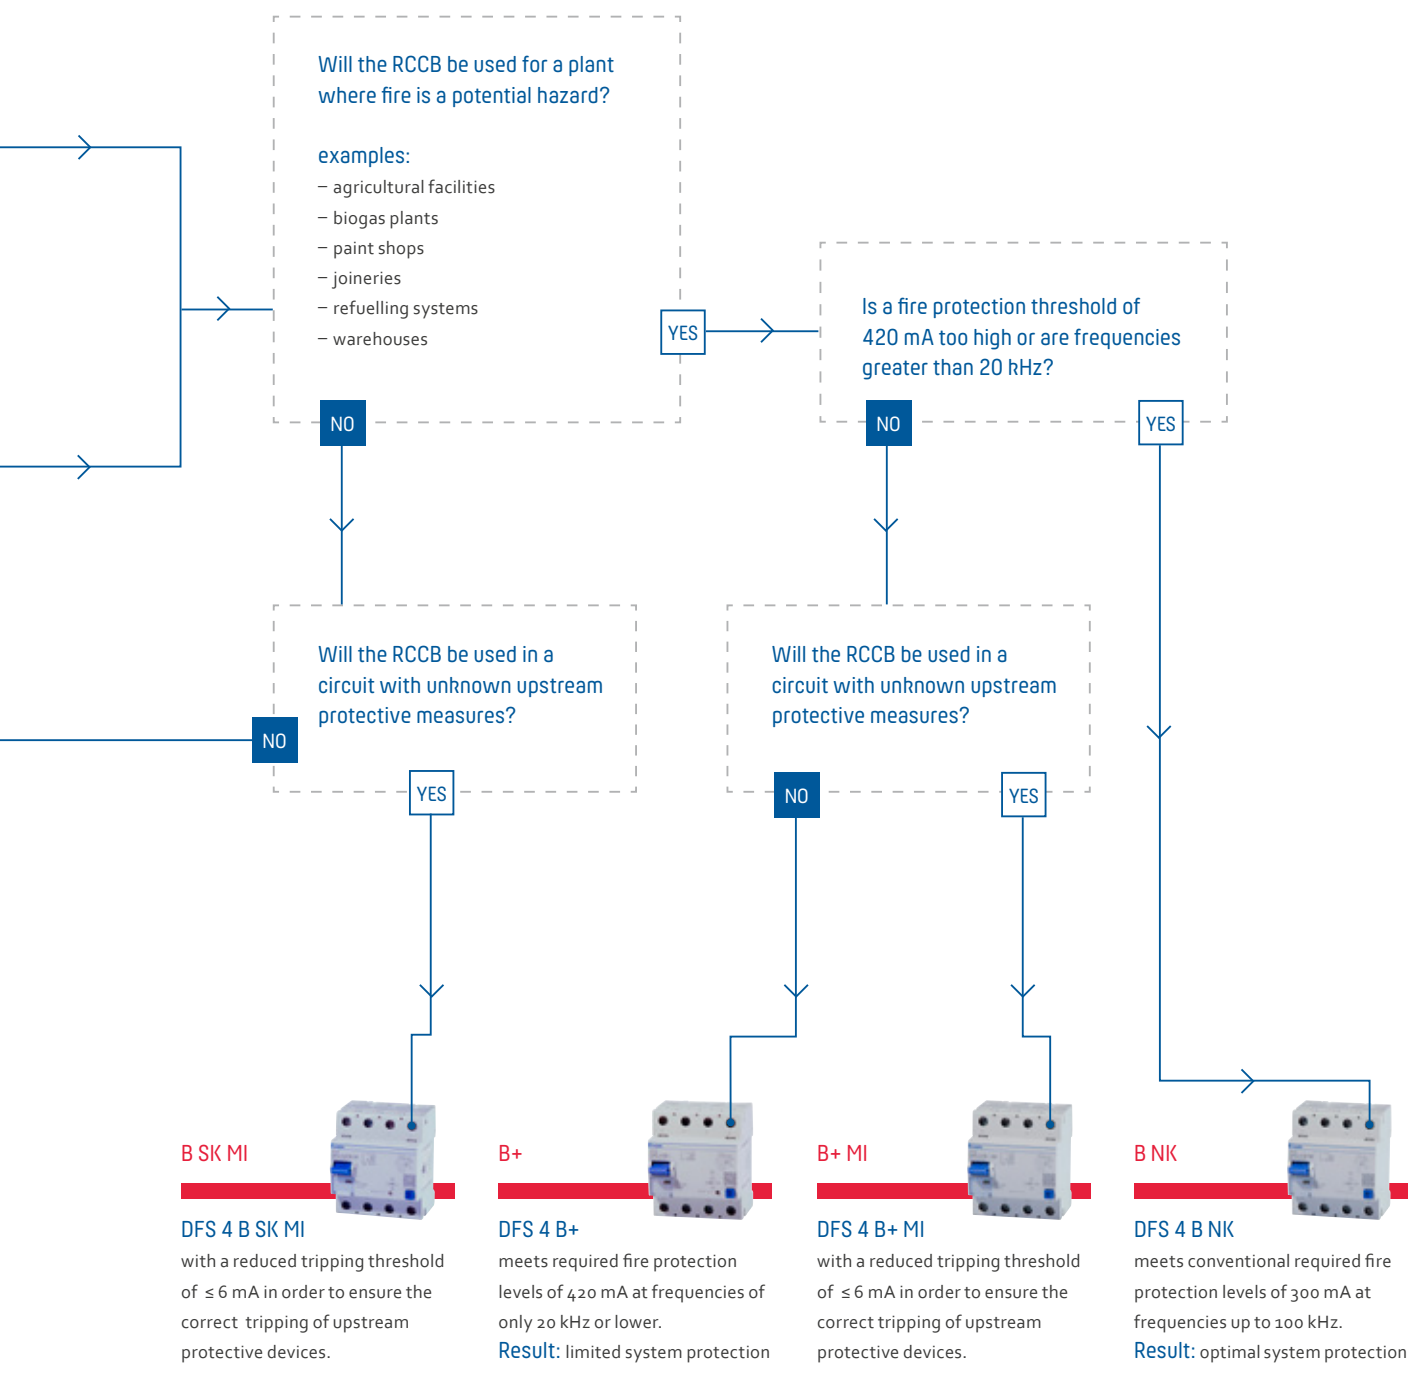 Will the RCCB be used for a plant
where fire is a potential hazard?
examples:
– agricultural facilities
– biogas plants
– paint shops
– joineries
– refuelling systems
– warehouses
YES
NO
Is a fire protection threshold of
420 mA too high or are frequencies
greater than 20 kHz?
NO
YES
Will the RCCB be used in a
circuit with unknown upstream
protective measures?
NO
YES
Will the RCCB be used in a
circuit with unknown upstream
protective measures?
NO
YES
B SK MI
DFS 4 B SK MI
with a reduced tripping threshold
of ≤ 6 mA in order to ensure the
correct tripping of upstream
protective devices.
B+
DFS 4 B+
meets required fire protection
levels of 420 mA at frequencies of
only 20 kHz or lower.
Result: limited system protection
B+ MI
DFS 4 B+ MI
with a reduced tripping threshold
of ≤ 6 mA in order to ensure the
correct tripping of upstream
protective devices.
B NK
DFS 4 B NK
meets conventional required fire
protection levels of 300 mA at
frequencies up to 100 kHz.
Result: optimal system protection